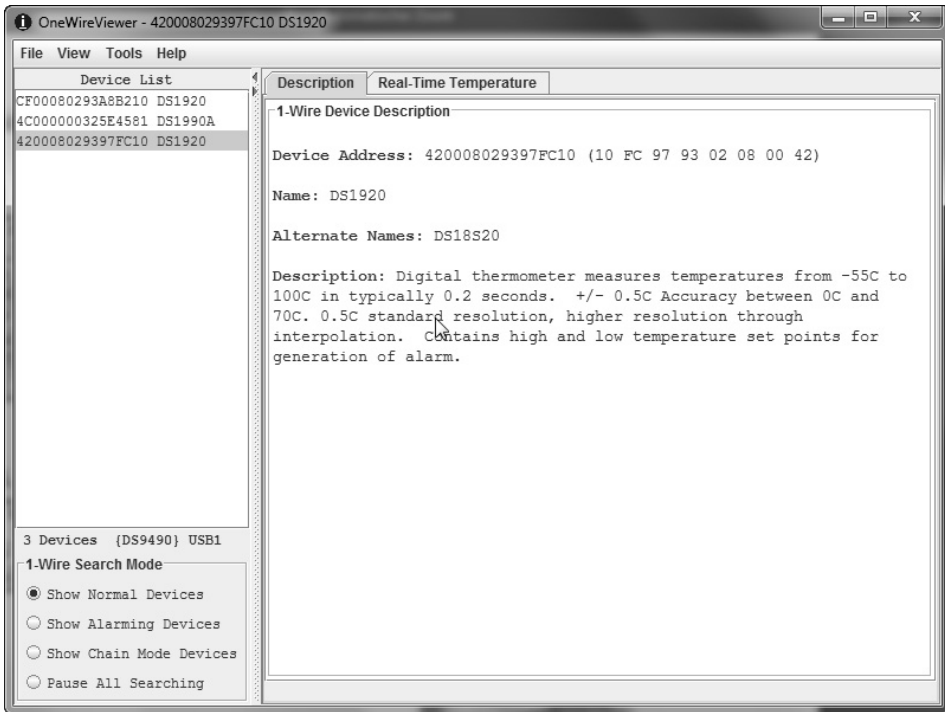 OneWireViewer - 420008029397FC10 DS1920
File View Tools Help
Device List
CF00080293A8B210 DS1920
4C000000325E4581 DS1990A
420008029397FC10 DS1920
3 Devices {DS9490} USB1
1-Wire Search Mode
Show Normal Devices
Show Alarming Devices
Show Chain Mode Devices
Pause All Searching
Description Real-Time Temperature
1-Wire Device Description
Device Address: 420008029397FC10 (10 FC 97 93 02 08 00 42)
Name: DS1920
Alternate Names: DS18S20
Description: Digital thermometer measures temperatures from -55C to
100C in typically 0.2 seconds. +/- 0.5C Accuracy between 0C and
70C. 0.5C standard resolution, higher resolution through
interpolation. Contains high and low temperature set points for
generation of alarm.